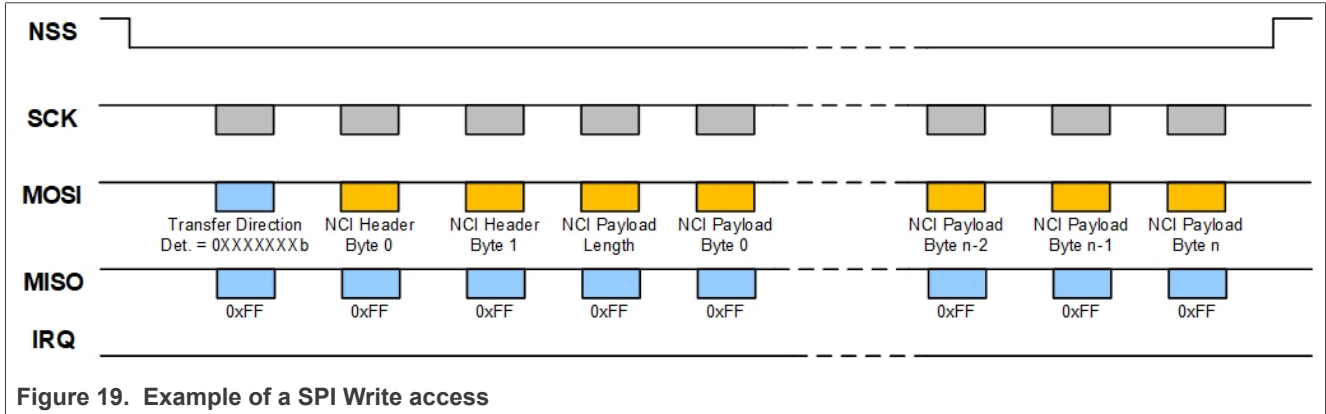 NSS
SCK
MOSI
Transfer Direction NCI Header NCI Header NCI Payload NCI Payload NCI Payload NCI Payload NCI Payload
Det. = 0XXXXXXXb Byte 0 Byte 1 Length Byte 0 Byte n-2 Byte n-1 Byte n
MISO
0xFF 0xFF 0xFF 0xFF 0xFF 0xFF 0xFF 0xFF
IRQ
Figure 19. Example of a SPI Write access